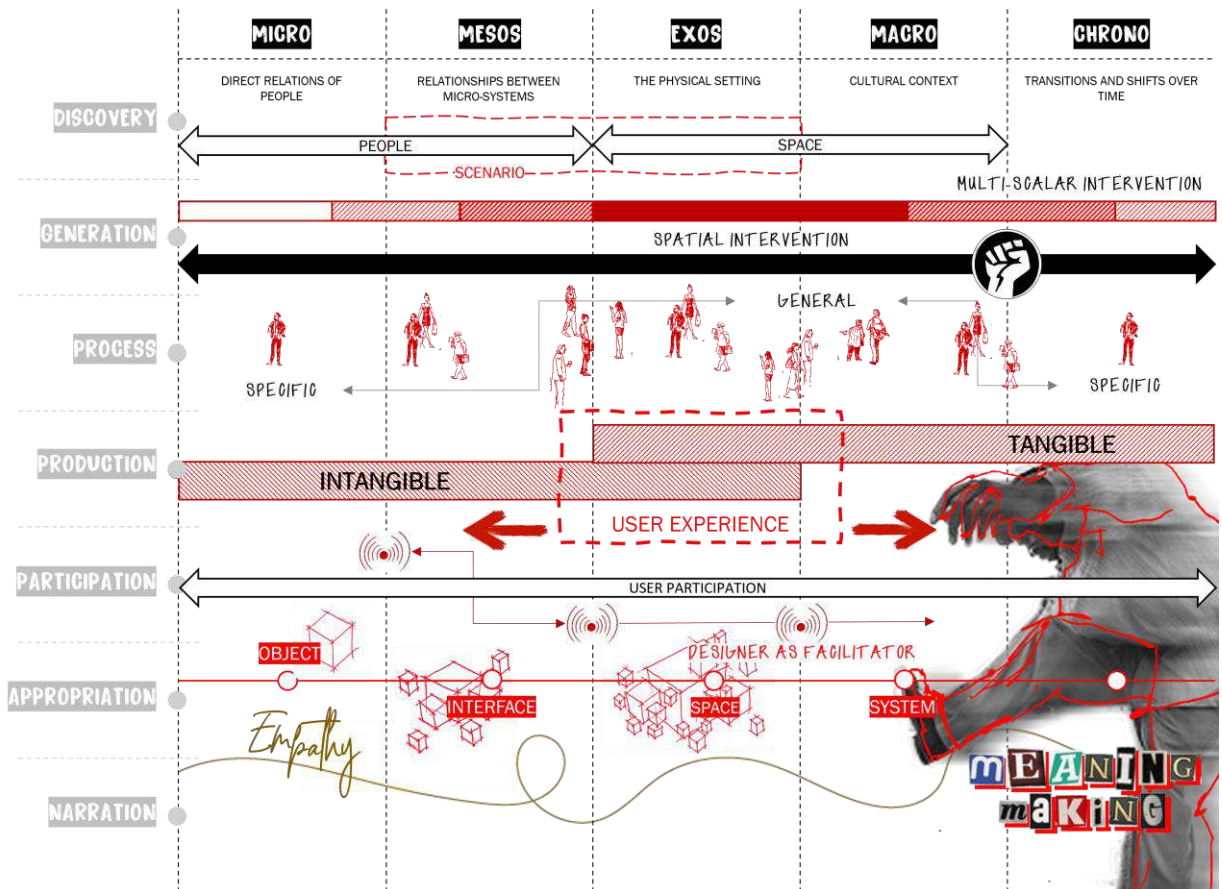 MICRO
MESOS
EXOS
MACRO
CHRONO
DIRECT RELATIONS OF
PEOPLE
RELATIONSHIPS BETWEEN
MICRO-SYSTEMS
THE PHYSICAL SETTING
CULTURAL CONTEXT
TRANSITIONS AND SHIFTS OVER
TIME
DISCOVERY
PEOPLE
SPACE
SCENARIO
MULTI-SCALAR INTERVENTION
GENERATION
SPATIAL INTERVENTION
GENERAL
PROCESS
SPECIFIC
SPECIFIC
TANGIBLE
PRODUCTION
INTANGIBLE
USER EXPERIENCE
PARTICIPATION
USER PARTICIPATION
DESIGNER AS FACILITATOR
OBJECT
APPROPRIATION
INTERFACE
SPACE
SYSTEM
Empathy
MEANING
maKiNG
NARRATION